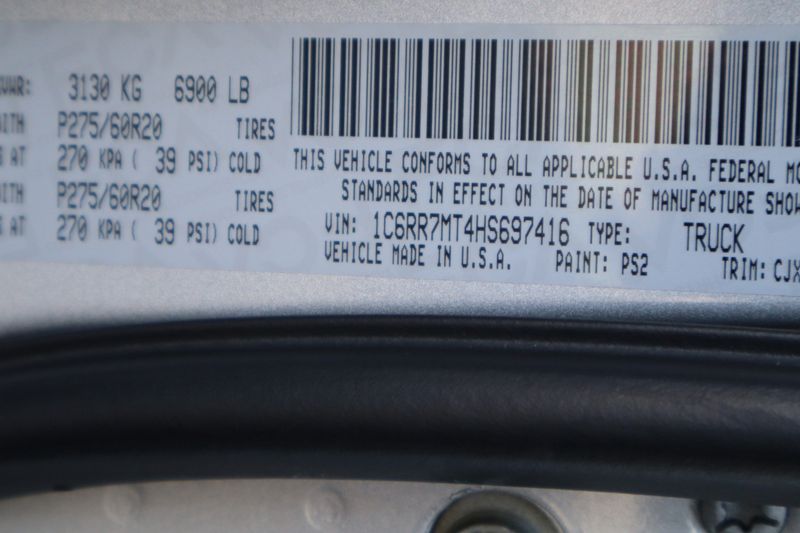 3130 KG 6900 LB
P275/60R20 TIRES
270 KPA ( 39 PSI) COLD
P275/60R20 TIRES
270 KPA ( 39 PSI) COLD
THIS VEHICLE CONFORMS TO ALL APPLICABLE U.S.A. FEDERAL
STANDARDS IN EFFECT ON THE DATE OF MANUFACTURE
VIN: 1C6RR7MT4HS697416 TYPE: TRUCK
VEHICLE MADE IN U.S.A. PAINT: PS2 TRIM: CJX